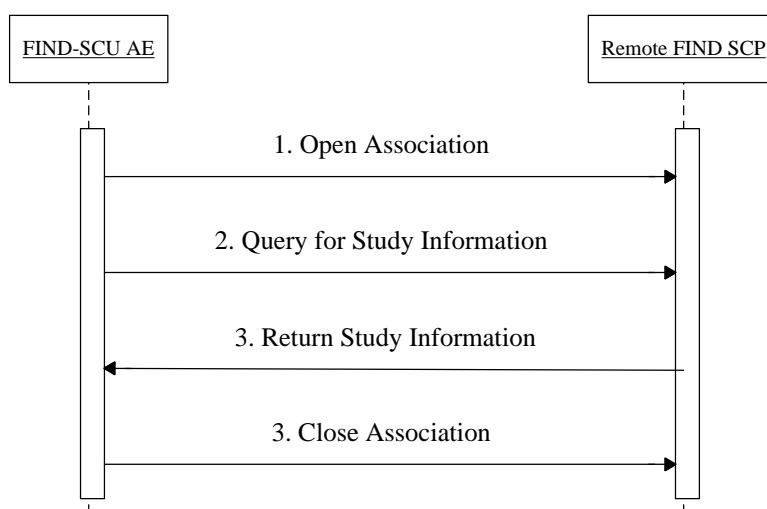 FIND-SCU AE
Remote FIND SCP
1. Open Association
2. Query for Study Information
3. Return Study Information
3. Close Association